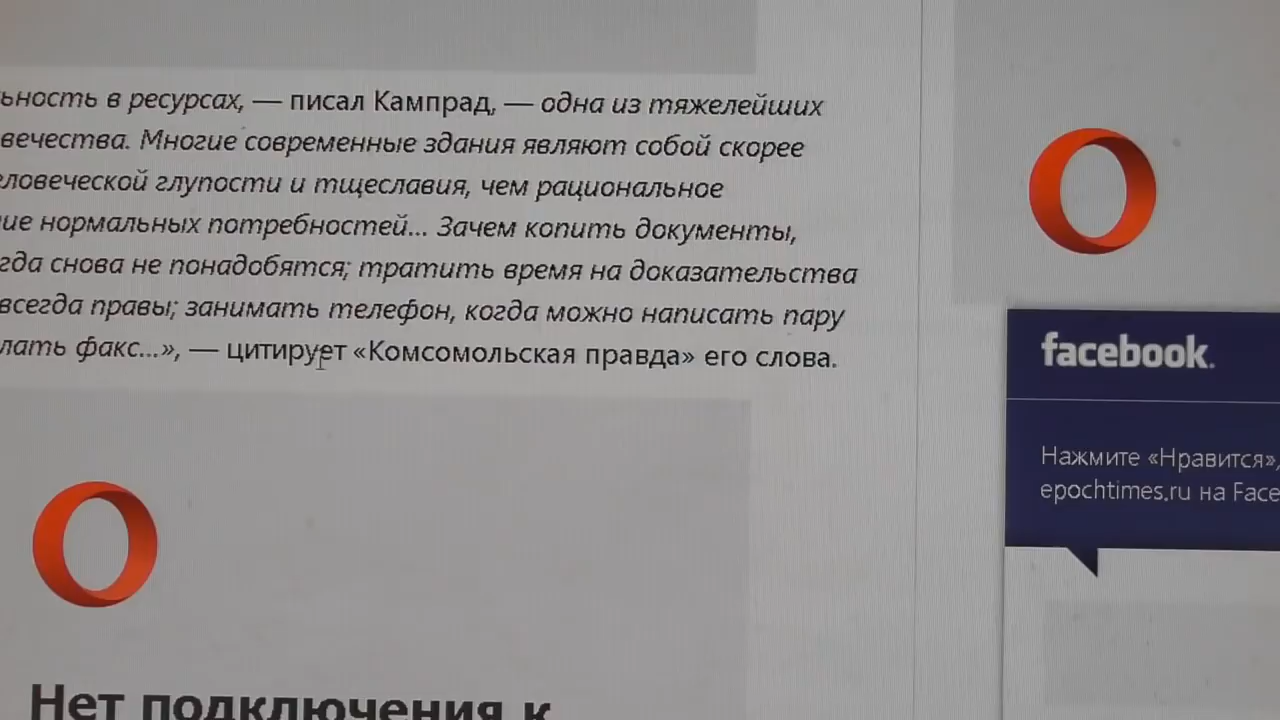 ьность в ресурсах, — писал Кампрад, — одна из тяжелейших
вечества. Многие современные здания являют собой скорее
еловеческой глупости и тщеславия, чем рациональное
ие нормальных потребностей... Зачем копить документы,
гда снова не понадобятся; тратить время на доказательства
всегда правы; занимать телефон, когда можно написать пару
лать факс...», — цитирует «Комсомольская правда» его слова.
facebook.
Нажмите «Нравится»,
epochtimes.ru на Face
Нет подключения к